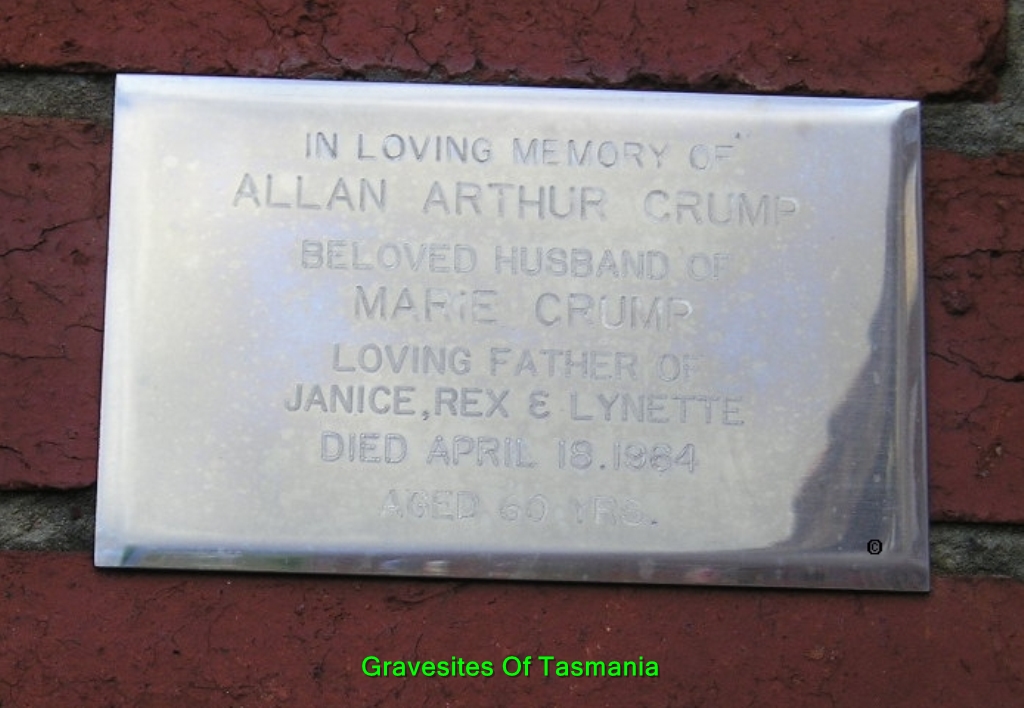 IN LOVING MEMORY OF
ALLAN ARTHUR CRUMP
BELOVED HUSBAND OF
MARIE CRUMP
LOVING FATHER OF
JANICE, REX & LYNETTE
DIED APRIL 18.1984
AGED 60 YRS.
©
Gravesites Of Tasmania